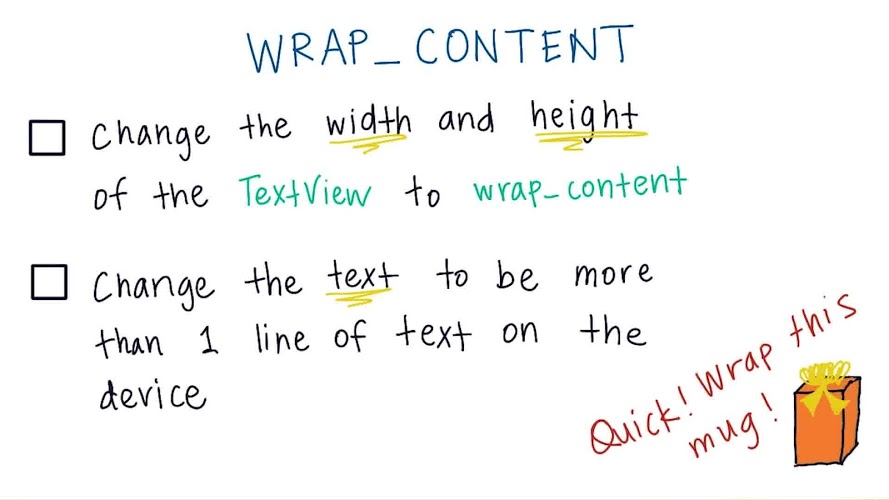 WRAP_CONTENT
Change the width and height
of the TextView to wrap_content
Change the text to be more
than 1 line of text on the
device
Quick! Wrap this
mug!